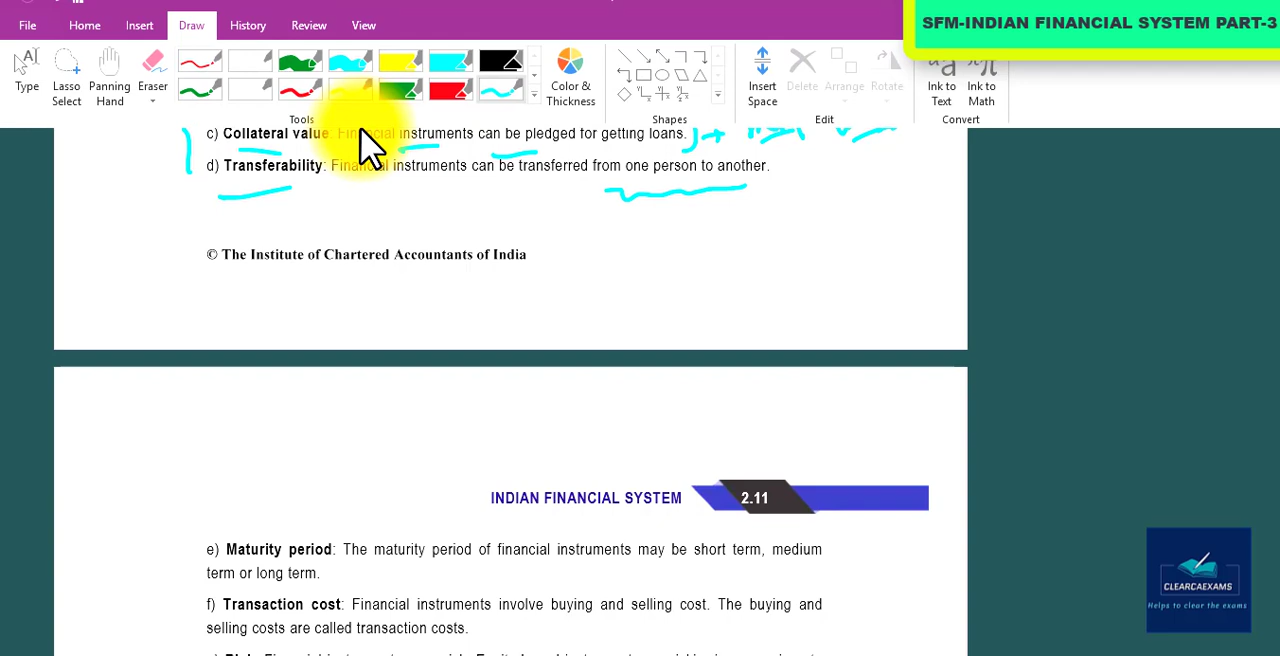 SFM-INDIAN FINANCIAL SYSTEM PART-3
File Home Insert Draw History Review View
Type
Lasso Select
Panning Hand
Eraser
Color & Thickness
Insert Space
Delete
Arrange
Rotate
Ink to Text
Ink to Math
Tools
Shapes
Edit
Convert
c) Collateral value: Financial instruments can be pledged for getting loans.
d) Transferability: Financial instruments can be transferred from one person to another.
© The Institute of Chartered Accountants of India
INDIAN FINANCIAL SYSTEM 2.11
e) Maturity period: The maturity period of financial instruments may be short term, medium
term or long term.
f) Transaction cost: Financial instruments involve buying and selling cost. The buying and
selling costs are called transaction costs.
CLEARCAEXAMS
Helps to clear the exams